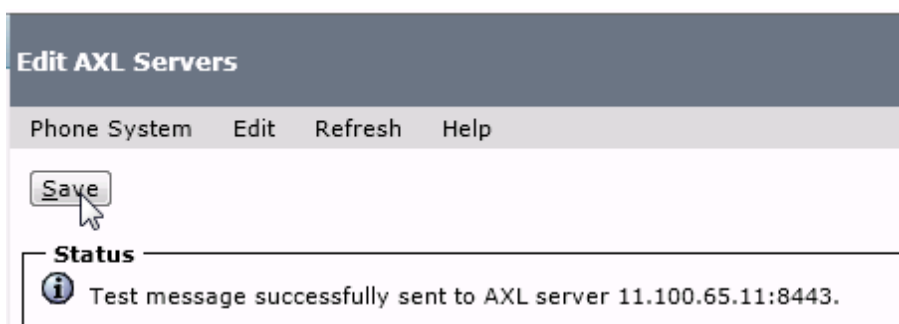 Edit AXL Servers
Phone System Edit Refresh Help
Save
Status
Test message successfully sent to AXL server 11.100.65.11:8443.